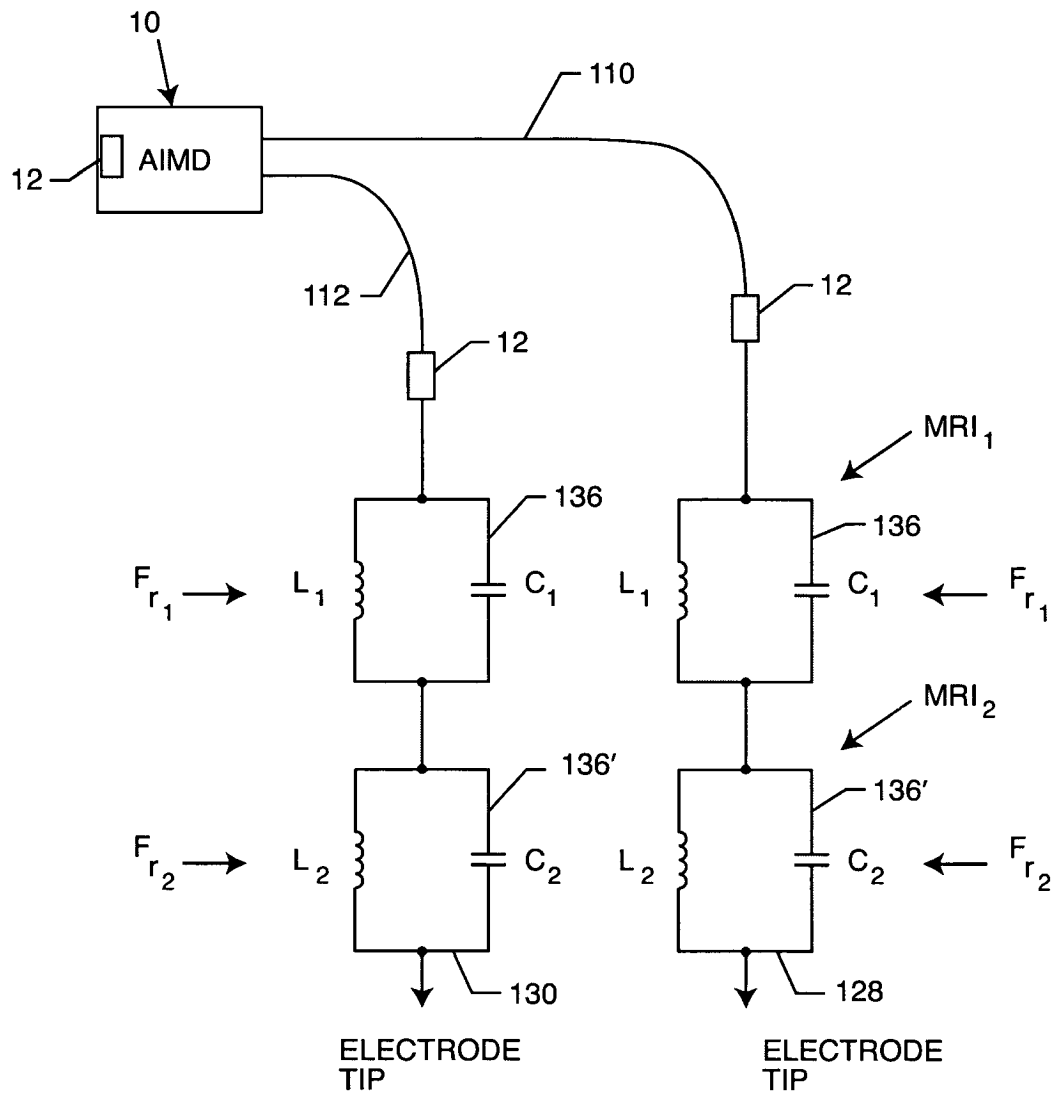 10
110
12 AIMD
112
12
12
MRI₁
136
136
Fr₁ L₁ C₁ L₁ C₁ Fr₁
MRI₂
136′
136′
Fr₂ L₂ C₂ L₂ C₂ Fr₂
130
128
ELECTRODE
TIP
ELECTRODE
TIP